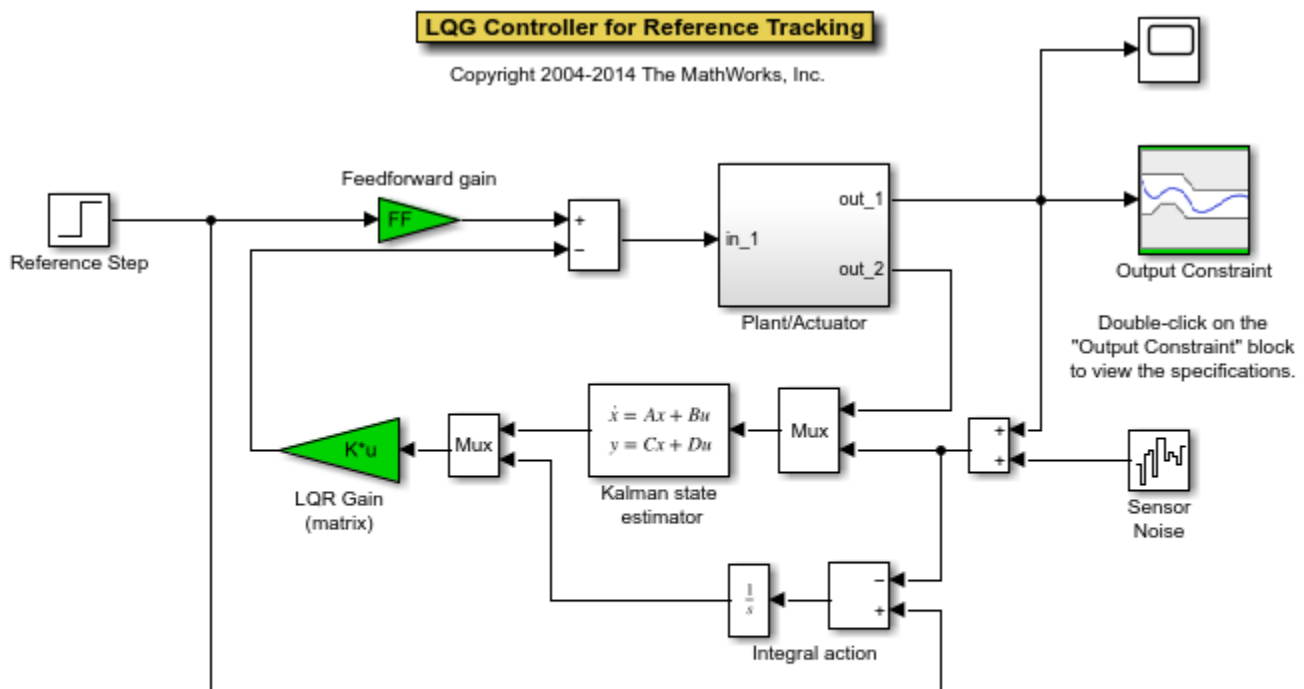 LQG Controller for Reference Tracking
Copyright 2004-2014 The MathWorks, Inc.
Feedforward gain
FF
Reference Step
+
−
in_1
out_1
out_2
Plant/Actuator
Output Constraint
Double-click on the
"Output Constraint" block
to view the specifications.
K*u
LQR Gain
(matrix)
Mux
ẋ = Ax + Bu
y = Cx + Du
Kalman state
estimator
Mux
+
+
Sensor
Noise
1
s
−
+
Integral action